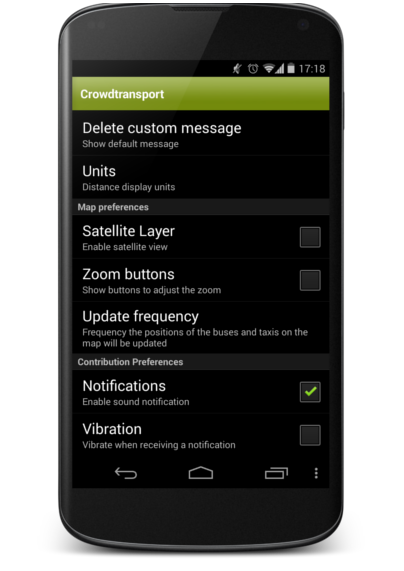 17:18
Crowdtransport
Delete custom message
Show default message
Units
Distance display units
Map preferences
Satellite Layer
Enable satellite view
Zoom buttons
Show buttons to adjust the zoom
Update frequency
Frequency the positions of the buses and taxis on the
map will be updated
Contribution Preferences
Notifications
Enable sound notification
Vibration
Vibrate when receiving a notification